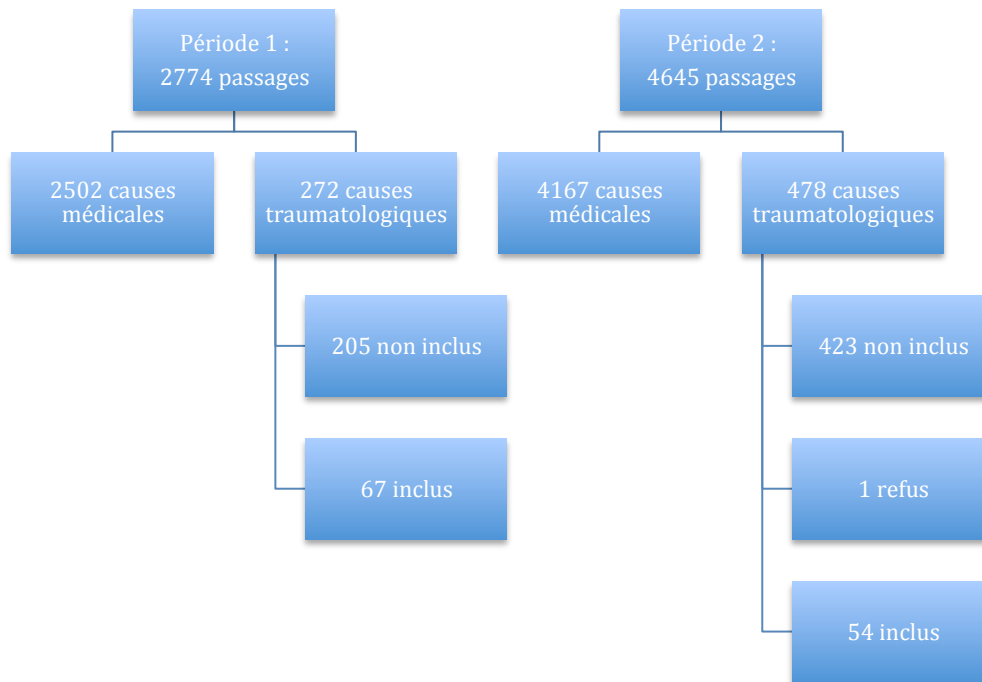 Période 1 :
2774 passages
2502 causes
médicales
272 causes
traumatologiques
205 non inclus
67 inclus
Période 2 :
4645 passages
4167 causes
médicales
478 causes
traumatologiques
423 non inclus
1 refus
54 inclus